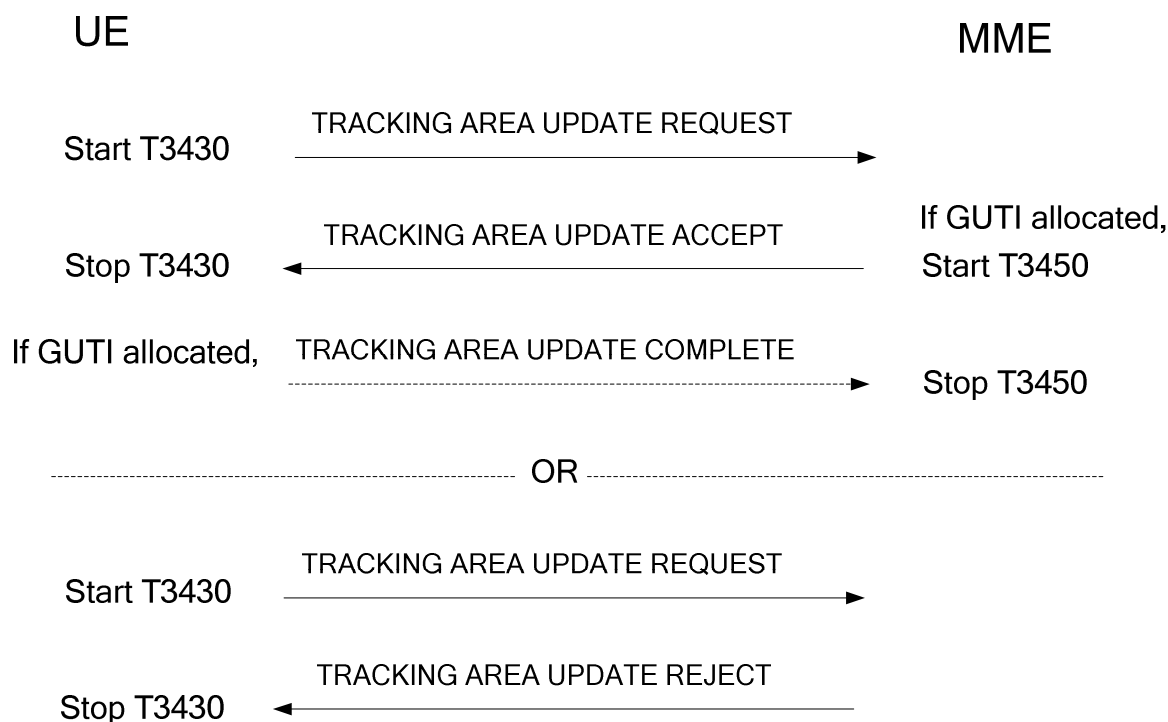 UE
MME
TRACKING AREA UPDATE REQUEST
Start T3430
If GUTI allocated,
TRACKING AREA UPDATE ACCEPT
Stop T3430
Start T3450
If GUTI allocated,
TRACKING AREA UPDATE COMPLETE
Stop T3450
OR
TRACKING AREA UPDATE REQUEST
Start T3430
TRACKING AREA UPDATE REJECT
Stop T3430